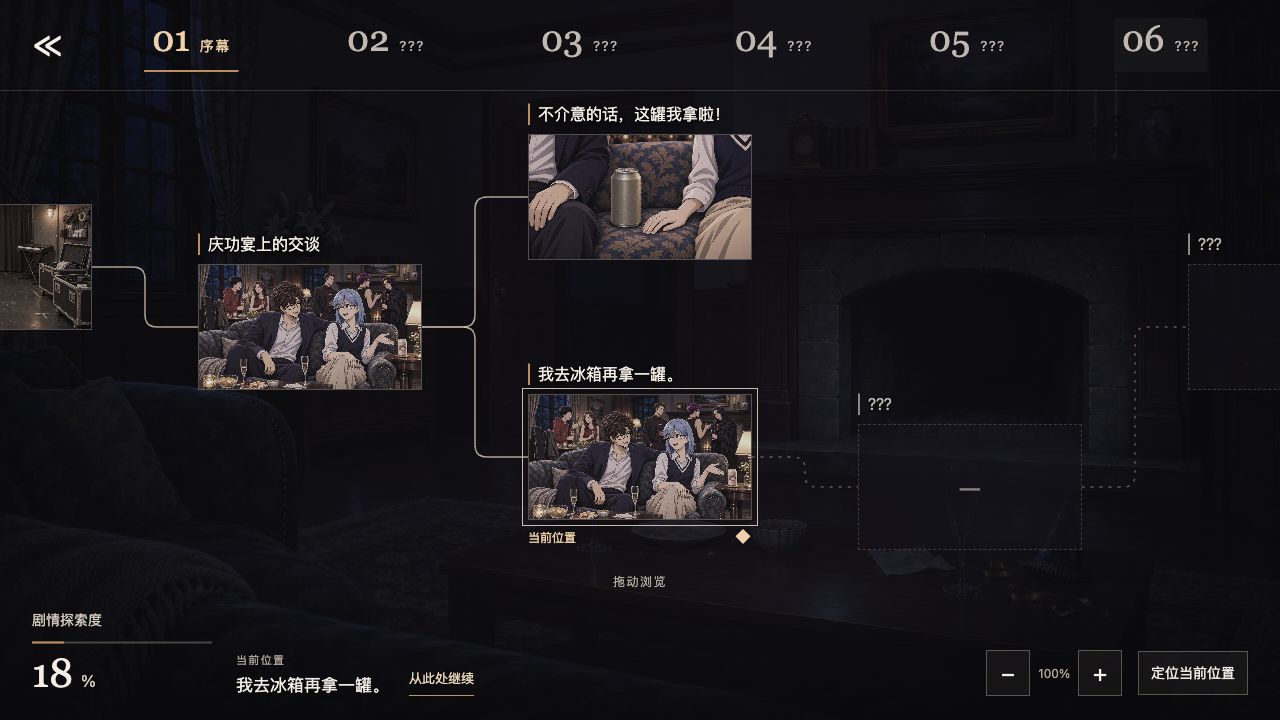 01 序幕
02 ???
03 ???
04 ???
05 ???
06 ???
不介意的话，这罐我拿啦！
庆功宴上的交谈
???
我去冰箱再拿一罐。
???
当前位置
拖动浏览
剧情探索度
18 %
当前位置
我去冰箱再拿一罐。
从此处继续
− 100% +
定位当前位置